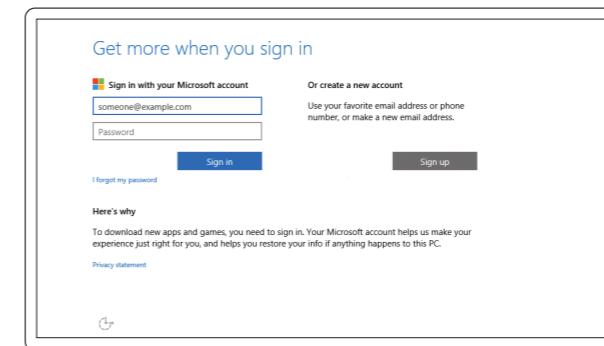 Get more when you sign in
Sign in with your Microsoft account
someone@example.com
Password
Sign in
I forgot my password
Or create a new account
Use your favorite email address or phone
number, or make a new email address.
Sign up
Here's why
To download new apps and games, you need to sign in. Your Microsoft account helps us make your
experience just right for you, and helps you restore your info if anything happens to this PC.
Privacy statement